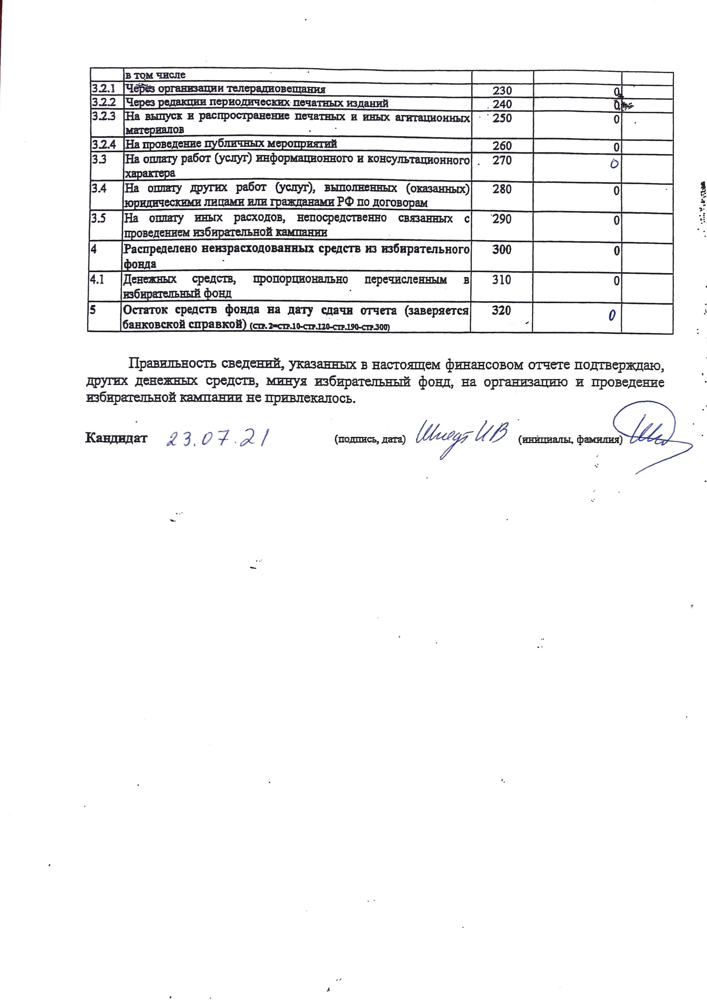 в том числе
3.2.1 Через организации телерадиовещания 230 0
3.2.2 Через редакции периодических печатных изданий 240 0
3.2.3 На выпуск и распространение печатных и иных агитационных 250 0
материалов
3.2.4 На проведение публичных мероприятий 260 0
3.3 На оплату работ (услуг) информационного и консультационного 270 0
характера
3.4 На оплату других работ (услуг), выполненных (оказанных) 280 0
юридическими лицами или гражданами РФ по договорам
3.5 На оплату иных расходов, непосредственно связанных с 290 0
проведением избирательной кампании
4 Распределено неизрасходованных средств из избирательного 300 0
фонда
4.1 Денежных средств, пропорционально перечисленным в 310 0
избирательный фонд
5 Остаток средств фонда на дату сдачи отчета (заверяется 320 0
банковской справкой) (стр.2=стр.10-стр.120-стр.190-стр.300)
Правильность сведений, указанных в настоящем финансовом отчете подтверждаю,
других денежных средств, минуя избирательный фонд, на организацию и проведение
избирательной кампании не привлекалось.
Кандидат 23.07.21 (подпись, дата) И В (инициалы, фамилия)